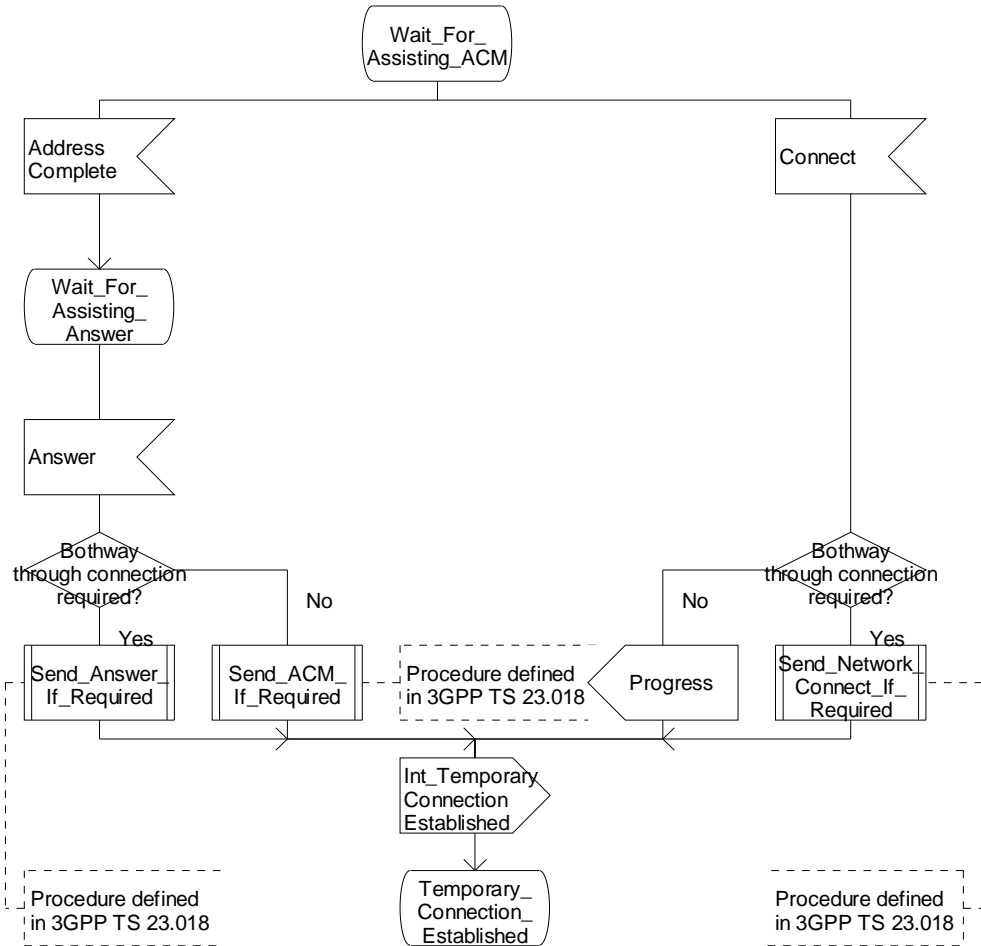 Wait_For_
Assisting_ACM
Address
Complete
Connect
Wait_For_
Assisting_
Answer
Answer
Bothway
through connection
required?
Bothway
through connection
required?
No
No
Yes
Yes
Send_Answer_
If_Required
Send_ACM_
If_Required
Procedure defined
in 3GPP TS 23.018
Progress
Send_Network_
Connect_If_
Required
Int_Temporary
Connection
Established
Temporary_
Connection_
Established
Procedure defined
in 3GPP TS 23.018
Procedure defined
in 3GPP TS 23.018